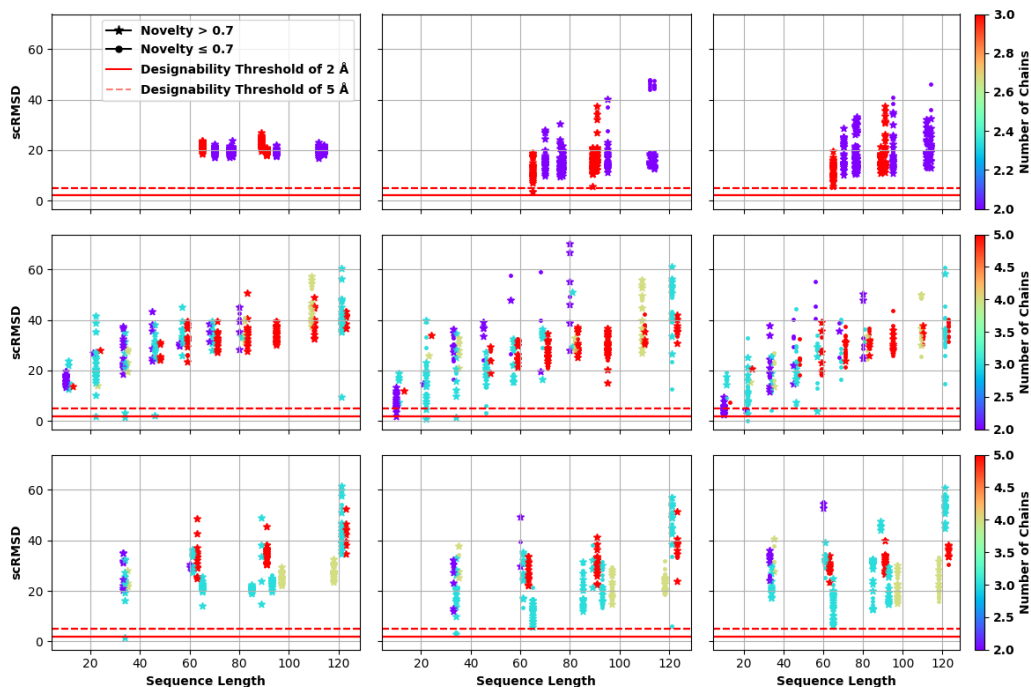 Novelty > 0.7
Novelty ≤ 0.7
Designability Threshold of 2 Å
Designability Threshold of 5 Å
scRMSD
60
40
20
0
3.0
2.8
2.6
2.4
2.2
2.0
Number of Chains
scRMSD
60
40
20
0
5.0
4.5
4.0
3.5
3.0
2.5
2.0
Number of Chains
scRMSD
60
40
20
0
5.0
4.5
4.0
3.5
3.0
2.5
2.0
Number of Chains
20 40 60 80 100 120
20 40 60 80 100 120
20 40 60 80 100 120
Sequence Length
Sequence Length
Sequence Length